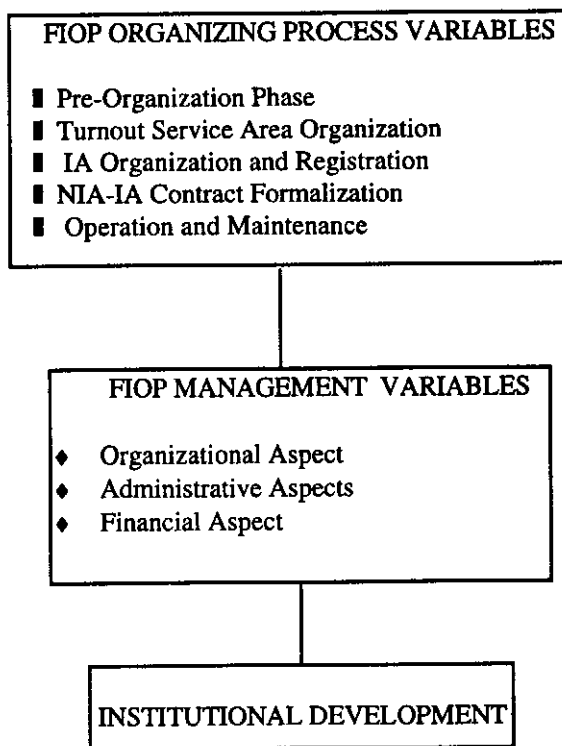 FIOP ORGANIZING PROCESS VARIABLES
Pre-Organization Phase
Turnout Service Area Organization
IA Organization and Registration
NIA-IA Contract Formalization
Operation and Maintenance
FIOP MANAGEMENT VARIABLES
♦ Organizational Aspect
♦ Administrative Aspects
♦ Financial Aspect
INSTITUTIONAL DEVELOPMENT